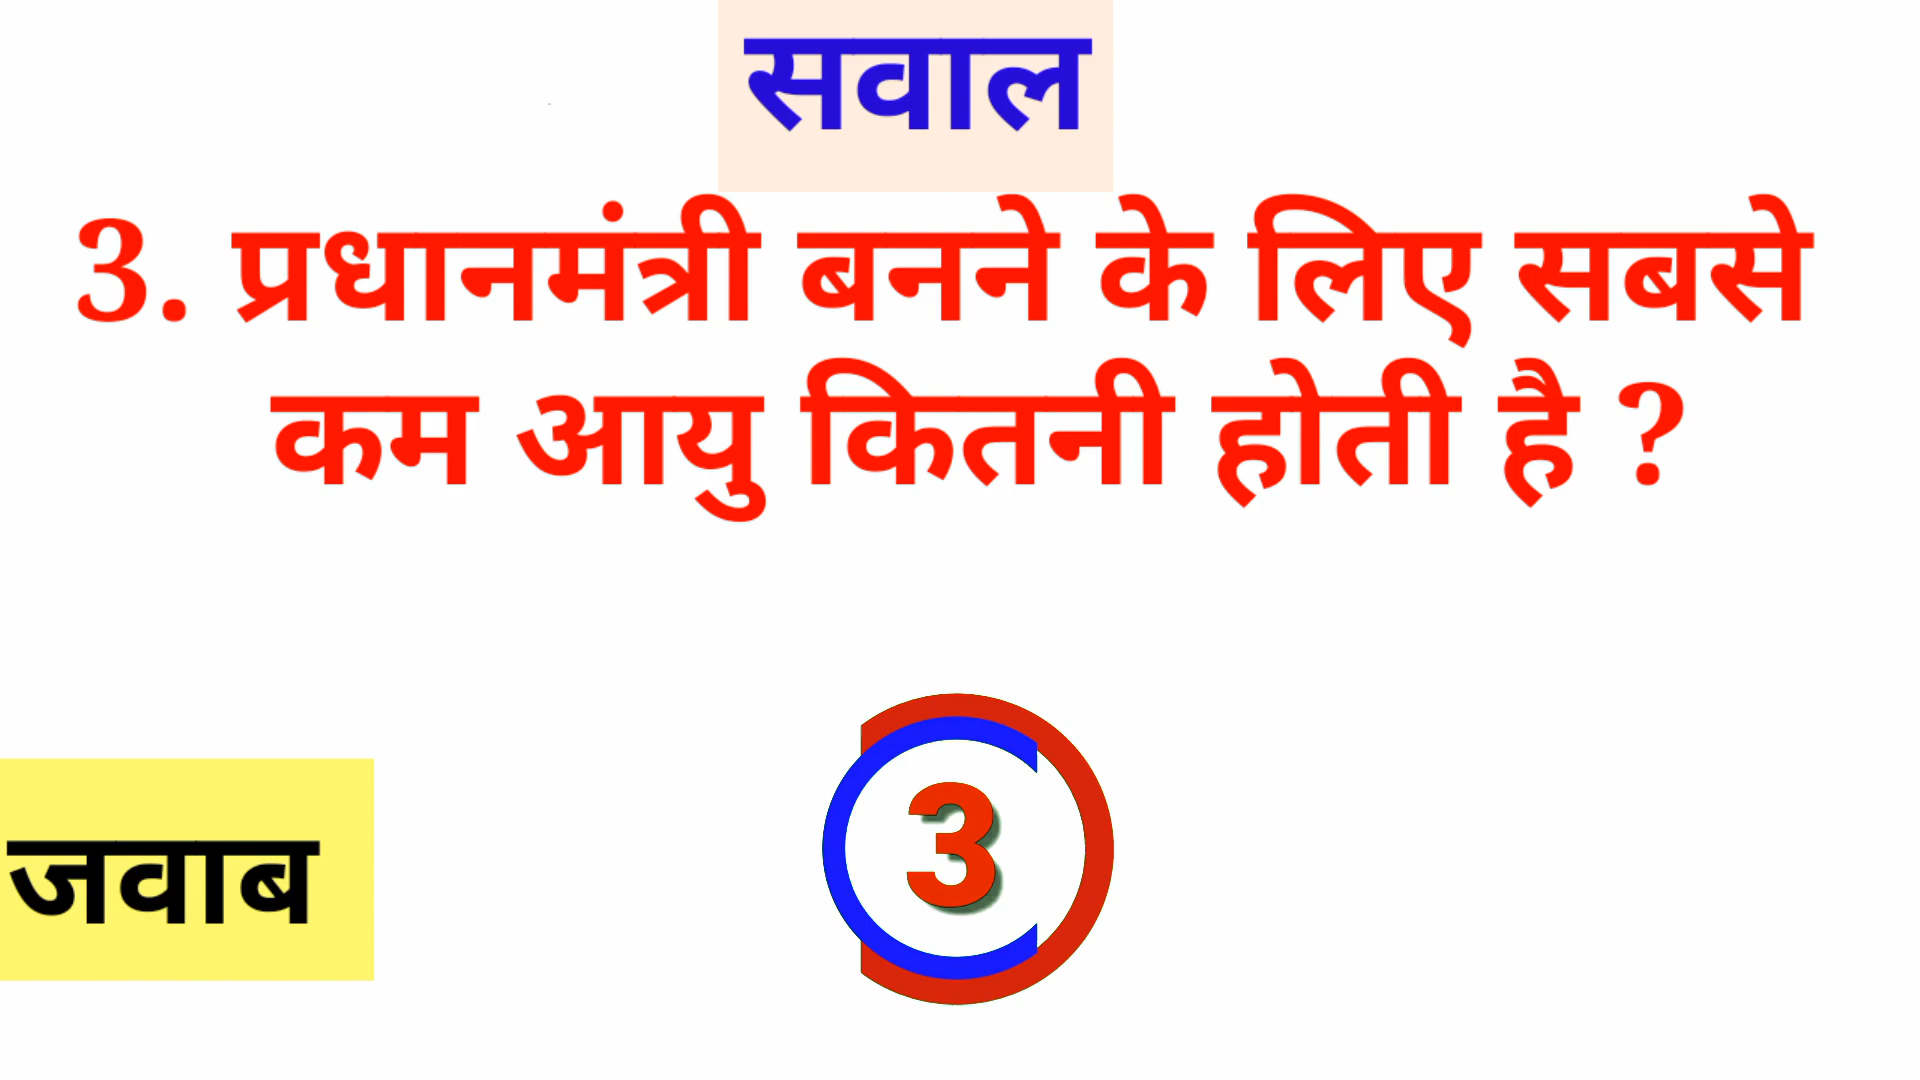 सवाल
3. प्रधानमंत्री बनने के लिए सबसे
कम आयु कितनी होती है ?
3
जवाब